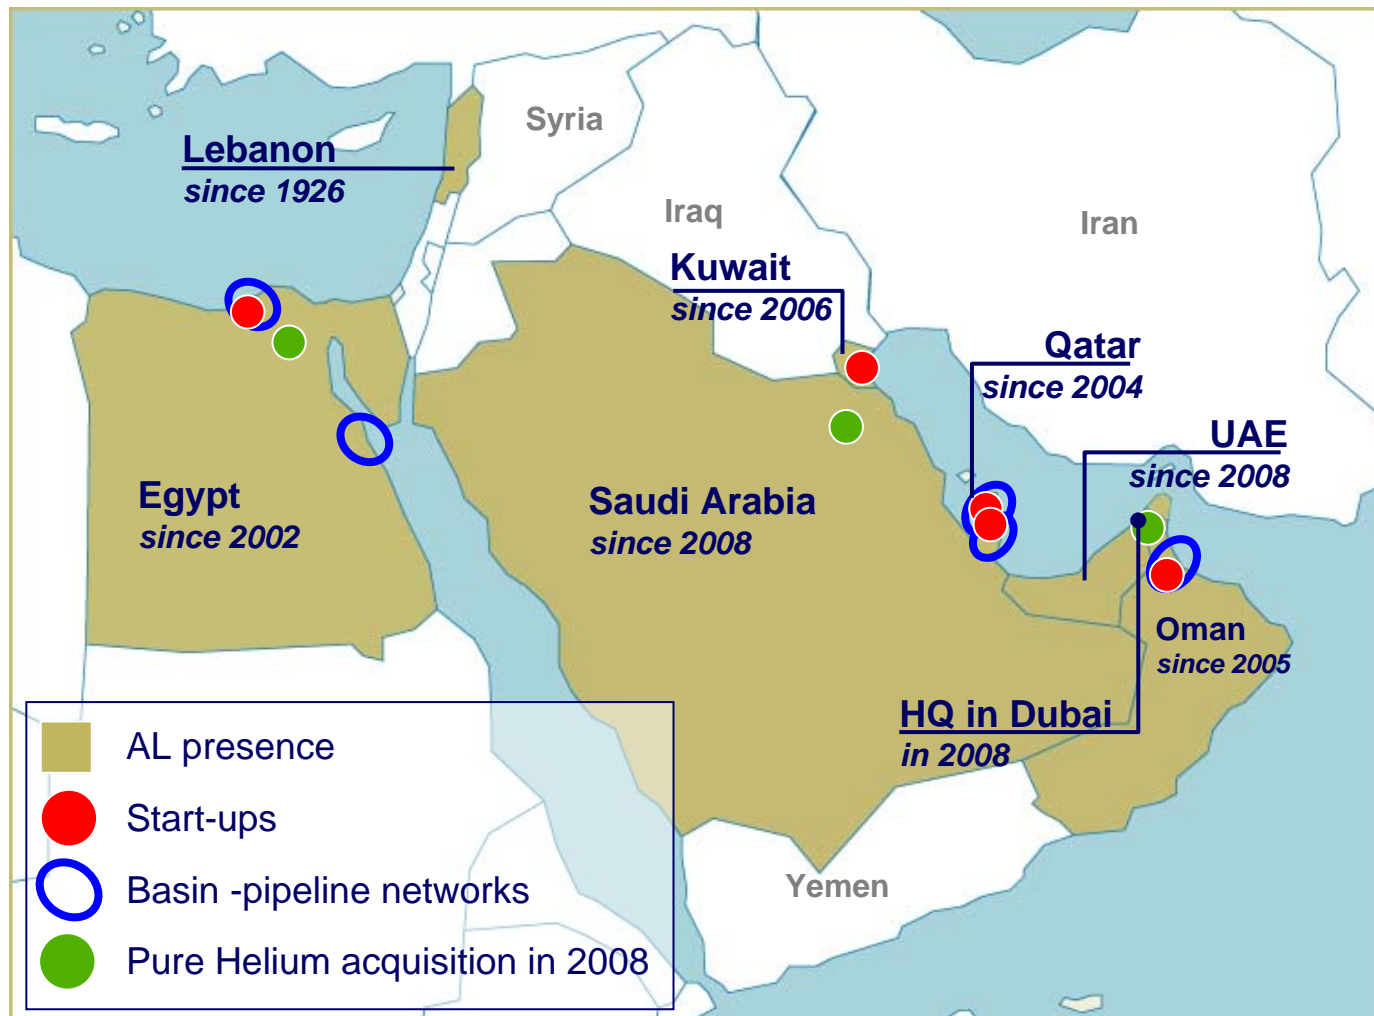 Syria
Lebanon
since 1926
Iraq
Iran
Kuwait
since 2006
Qatar
since 2004
UAE
since 2008
Egypt
since 2002
Saudi Arabia
since 2008
Oman
since 2005
HQ in Dubai
in 2008
Yemen
AL presence
Start-ups
Basin -pipeline networks
Pure Helium acquisition in 2008